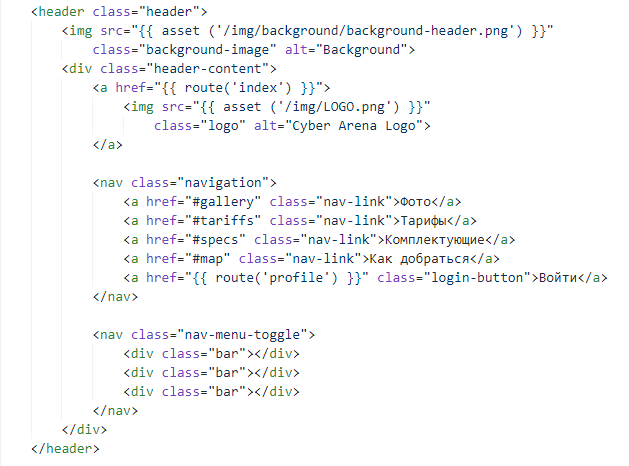 <header class="header">
<img src="{{ asset ('/img/background/background-header.png') }}"
class="background-image" alt="Background">
<div class="header-content">
<a href="{{ route('index') }}">
<img src="{{ asset ('/img/LOGO.png') }}"
class="logo" alt="Cyber Arena Logo">
</a>
<nav class="navigation">
<a href="#gallery" class="nav-link">Фото</a>
<a href="#tariffs" class="nav-link">Тарифы</a>
<a href="#specs" class="nav-link">Комплектующие</a>
<a href="#map" class="nav-link">Как добраться</a>
<a href="{{ route('profile') }}" class="login-button">Войти</a>
</nav>
<nav class="nav-menu-toggle">
<div class="bar"></div>
<div class="bar"></div>
<div class="bar"></div>
</nav>
</div>
</header>